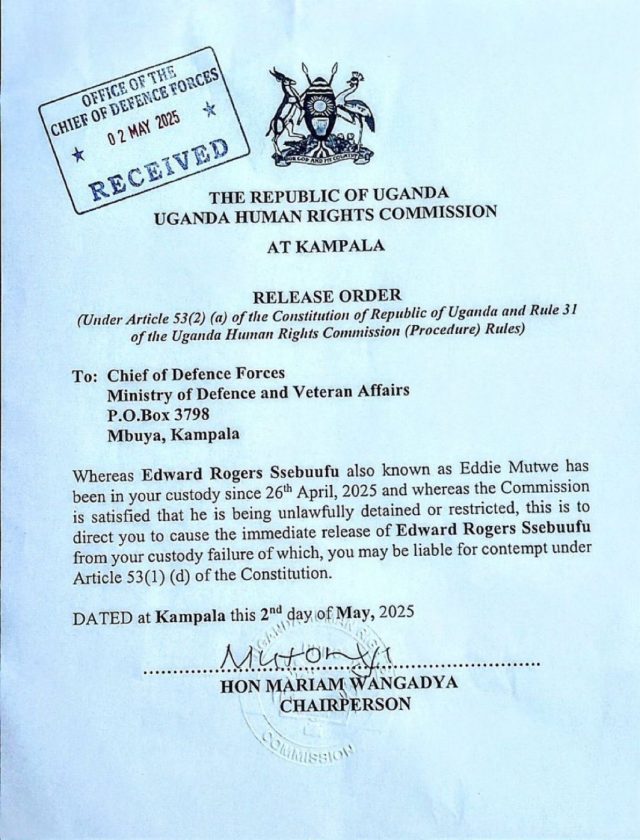 OFFICE OF THE
CHIEF OF DEFENCE FORCES
★ 02 MAY 2025 ★
RECEIVED
FOR GOD AND MY COUNTRY
THE REPUBLIC OF UGANDA
UGANDA HUMAN RIGHTS COMMISSION
AT KAMPALA
RELEASE ORDER
(Under Article 53(2) (a) of the Constitution of Republic of Uganda and Rule 31
of the Uganda Human Rights Commission (Procedure) Rules)
To: Chief of Defence Forces
Ministry of Defence and Veteran Affairs
P.O.Box 3798
Mbuya, Kampala
Whereas Edward Rogers Ssebuufu also known as Eddie Mutwe has
been in your custody since 26th April, 2025 and whereas the Commission
is satisfied that he is being unlawfully detained or restricted, this is to
direct you to cause the immediate release of Edward Rogers Ssebuufu
from your custody failure of which, you may be liable for contempt under
Article 53(1) (d) of the Constitution.
DATED at Kampala this 2nd day of May, 2025
HON MARIAM WANGADYA
CHAIRPERSON
COMMISSION